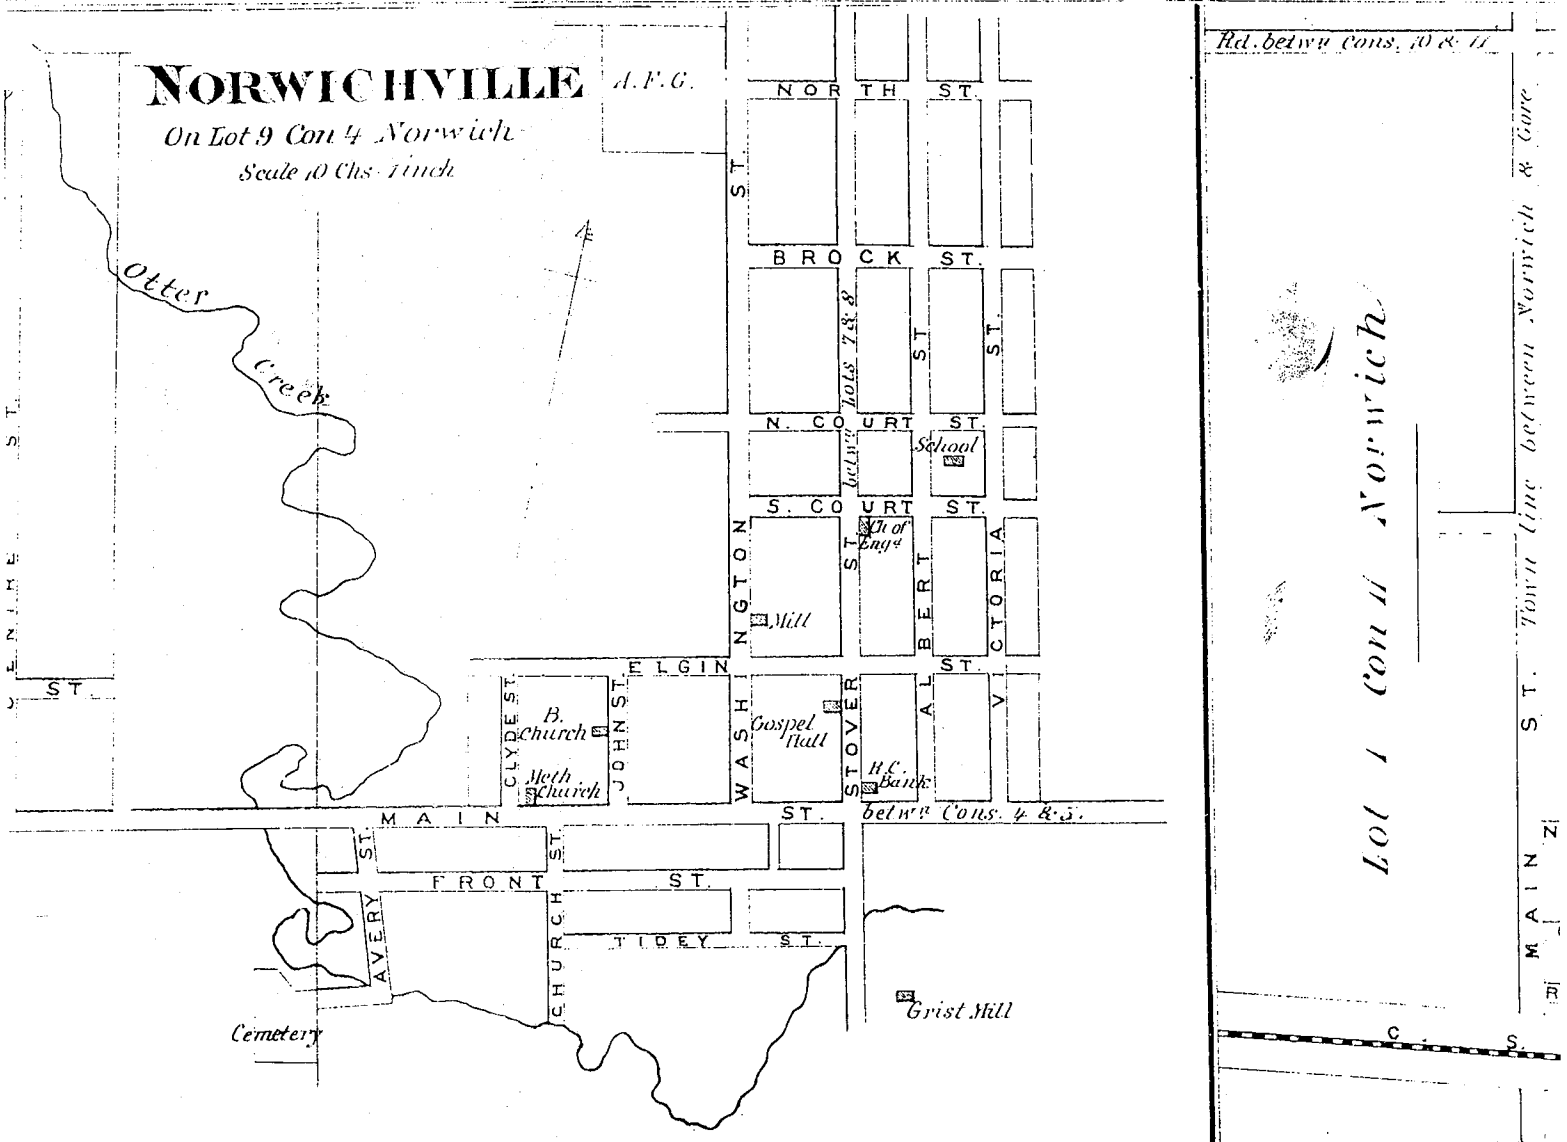 NORWICHVILLE
On Lot 9 Con 4 Norwich
Scale 10 Chs 1 inch
A.F.G.
NORTH ST.
BROCK ST.
N. COURT ST.
S. COURT ST.
School
Ch of
Engd
Mill
ELGIN ST.
WASHINGTON ST.
STOVER ST
betwn Lots 7 & 8
ALBERT ST
VICTORIA ST.
Otter
Creek
CENTRE ST.
ST.
CLYDE ST.
JOHN ST.
B.
Church
Meth
Church
Gospel
Hall
Bank
MAIN ST. betwn Cons. 4 & 5.
AVERY ST
CHURCH ST
FRONT ST.
TIDEY ST.
Grist Mill
Cemetery
Rd. betwn Cons. 10 & 11
Lot 1 Con 11 Norwich
Town line between Norwich & Gore
MAIN ST.
C. S.
N
R